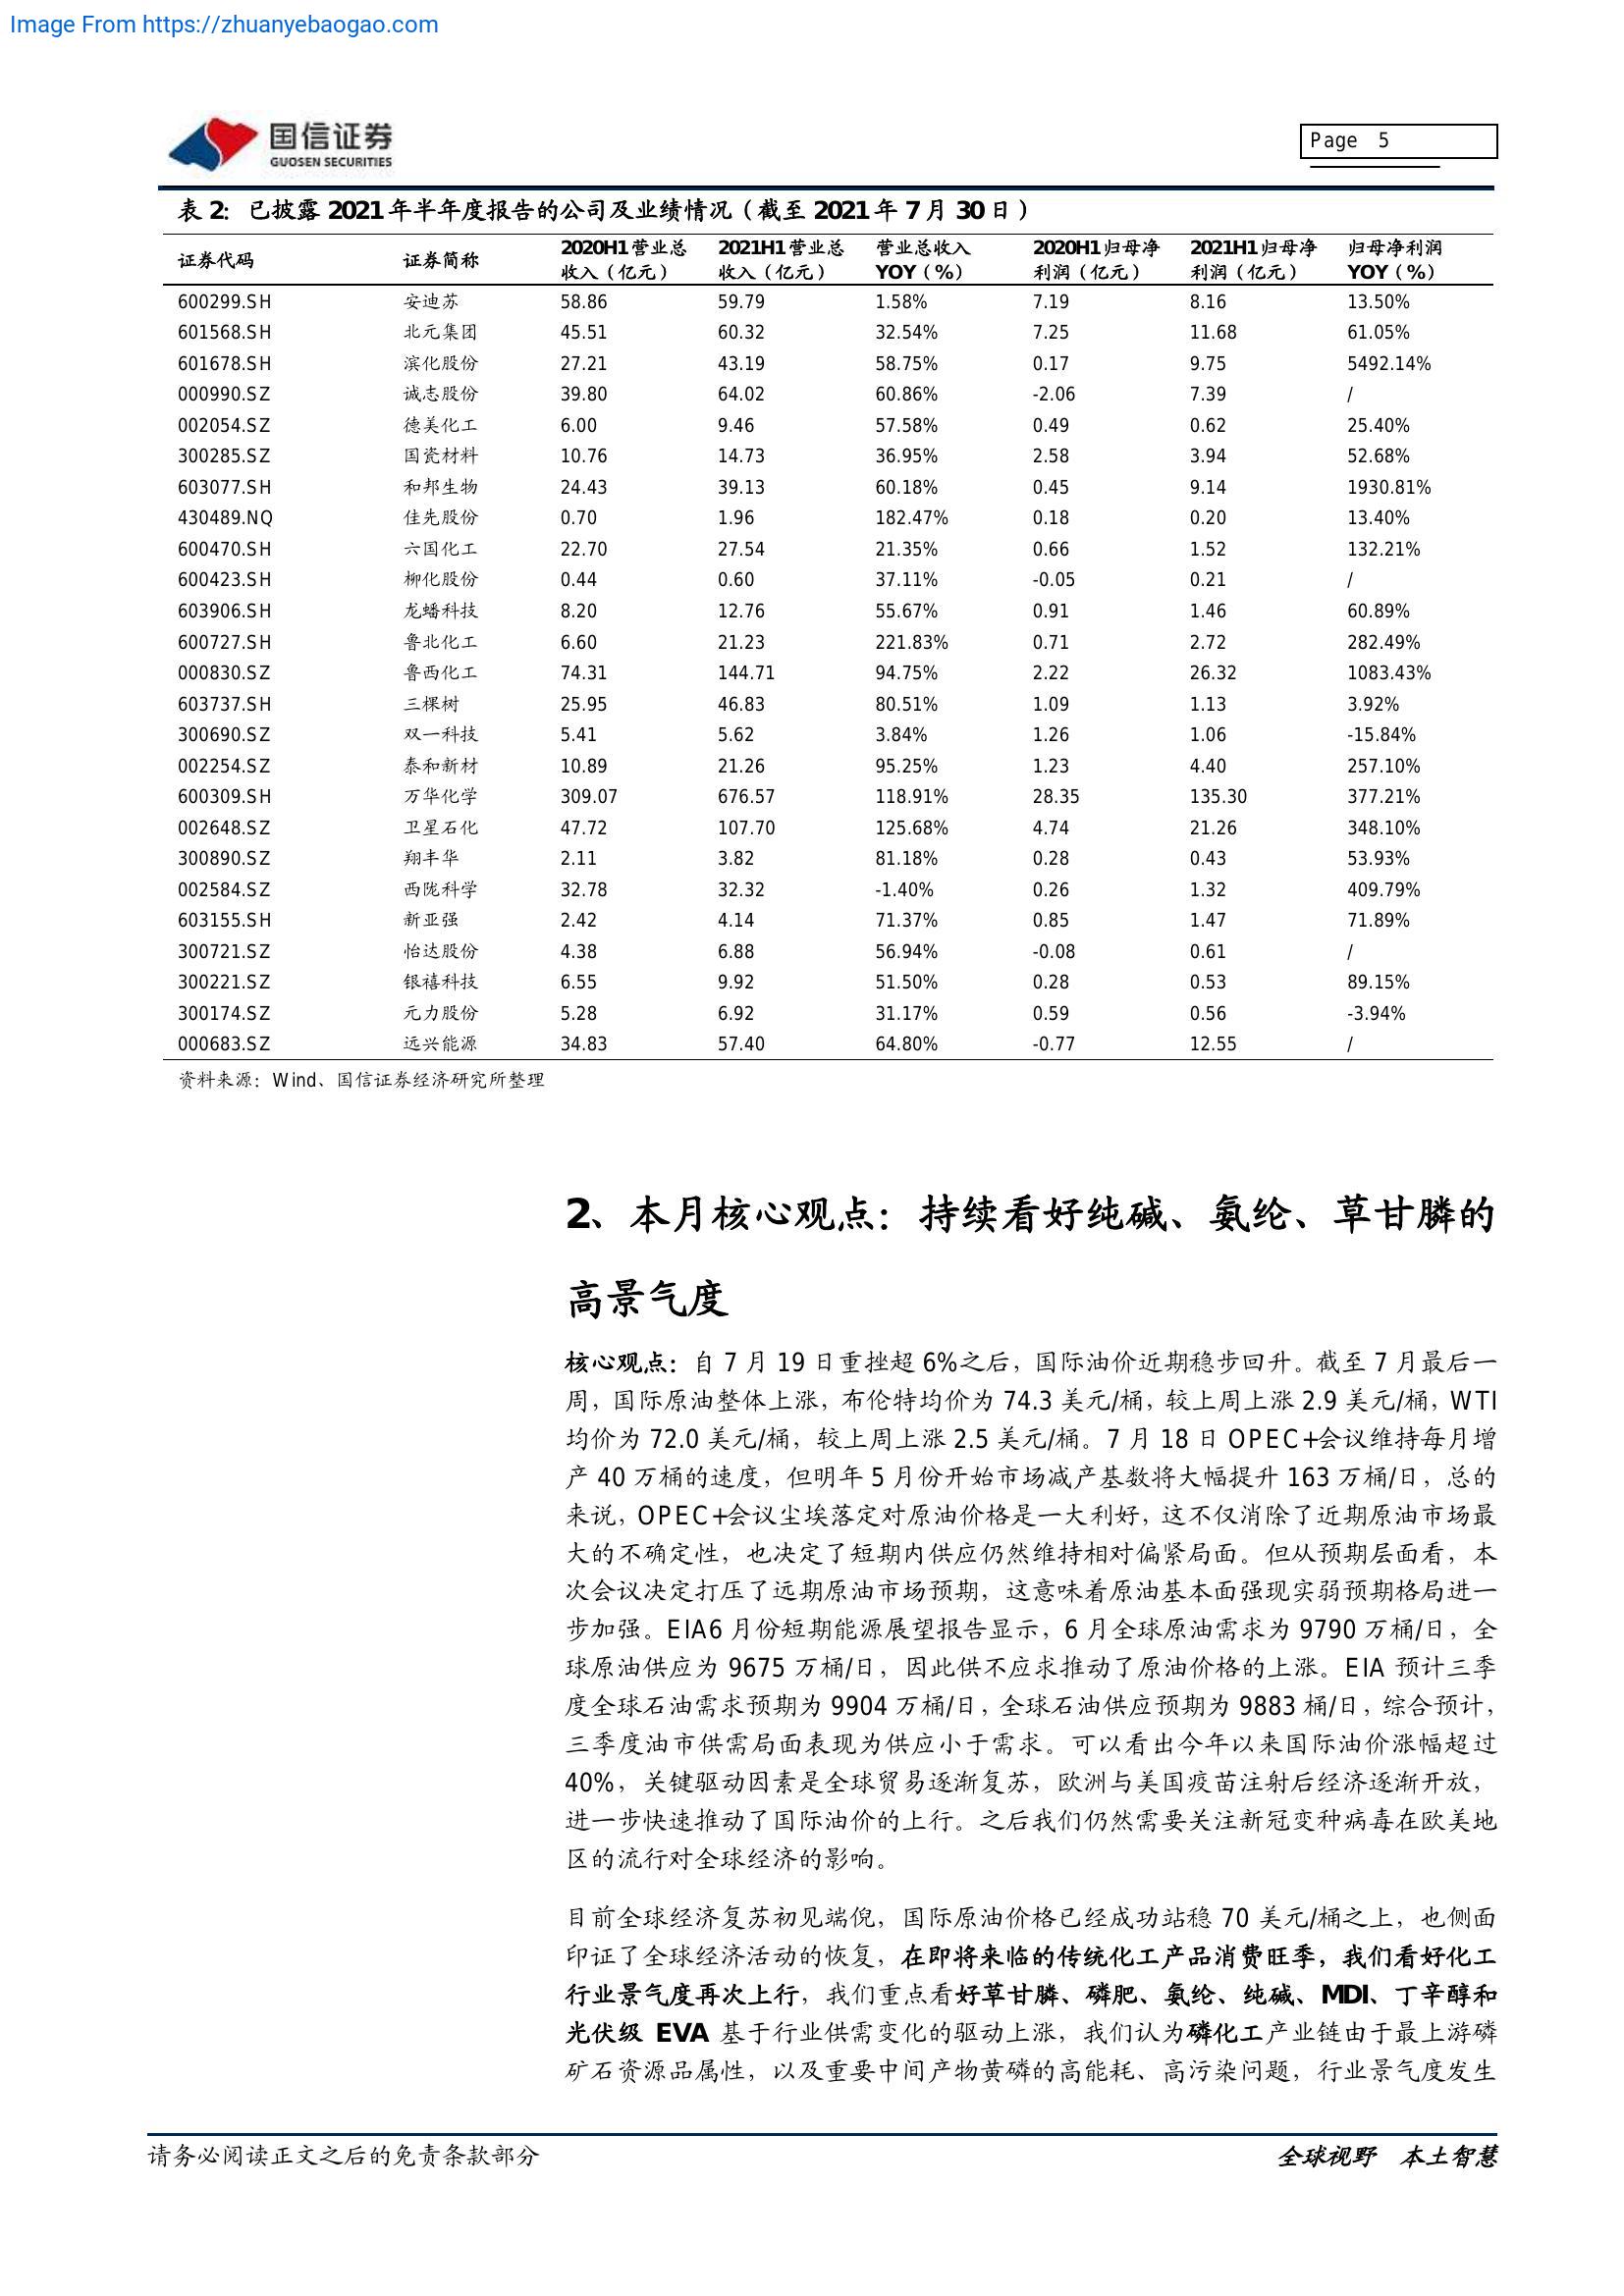 Image From https://zhuanyebaogao.com
国信证券
GUOSEN SECURITIES
Page 5
表 2：已披露 2021 年半年度报告的公司及业绩情况（截至 2021 年 7 月 30 日）
证券代码 证券简称 2020H1 营业总收入（亿元） 2021H1 营业总收入（亿元） 营业总收入 YOY（%） 2020H1 归母净利润（亿元） 2021H1 归母净利润（亿元） 归母净利润 YOY（%）
600299.SH 安迪苏 58.86 59.79 1.58% 7.19 8.16 13.50%
601568.SH 北元集团 45.51 60.32 32.54% 7.25 11.68 61.05%
601678.SH 滨化股份 27.21 43.19 58.75% 0.17 9.75 5492.14%
000990.SZ 诚志股份 39.80 64.02 60.86% -2.06 7.39 /
002054.SZ 德美化工 6.00 9.46 57.58% 0.49 0.62 25.40%
300285.SZ 国瓷材料 10.76 14.73 36.95% 2.58 3.94 52.68%
603077.SH 和邦生物 24.43 39.13 60.18% 0.45 9.14 1930.81%
430489.NQ 佳先股份 0.70 1.96 182.47% 0.18 0.20 13.40%
600470.SH 六国化工 22.70 27.54 21.35% 0.66 1.52 132.21%
600423.SH 柳化股份 0.44 0.60 37.11% -0.05 0.21 /
603906.SH 龙蟠科技 8.20 12.76 55.67% 0.91 1.46 60.89%
600727.SH 鲁北化工 6.60 21.23 221.83% 0.71 2.72 282.49%
000830.SZ 鲁西化工 74.31 144.71 94.75% 2.22 26.32 1083.43%
603737.SH 三棵树 25.95 46.83 80.51% 1.09 1.13 3.92%
300690.SZ 双一科技 5.41 5.62 3.84% 1.26 1.06 -15.84%
002254.SZ 泰和新材 10.89 21.26 95.25% 1.23 4.40 257.10%
600309.SH 万华化学 309.07 676.57 118.91% 28.35 135.30 377.21%
002648.SZ 卫星石化 47.72 107.70 125.68% 4.74 21.26 348.10%
300890.SZ 翔丰华 2.11 3.82 81.18% 0.28 0.43 53.93%
002584.SZ 西陇科学 32.78 32.32 -1.40% 0.26 1.32 409.79%
603155.SH 新亚强 2.42 4.14 71.37% 0.85 1.47 71.89%
300721.SZ 怡达股份 4.38 6.88 56.94% -0.08 0.61 /
300221.SZ 银禧科技 6.55 9.92 51.50% 0.28 0.53 89.15%
300174.SZ 元力股份 5.28 6.92 31.17% 0.59 0.56 -3.94%
000683.SZ 远兴能源 34.83 57.40 64.80% -0.77 12.55 /
资料来源：Wind、国信证券经济研究所整理
2、本月核心观点：持续看好纯碱、氨纶、草甘膦的
高景气度
核心观点：自 7 月 19 日重挫超 6%之后，国际油价近期稳步回升。截至 7 月最后一
周，国际原油整体上涨，布伦特均价为 74.3 美元/桶，较上周上涨 2.9 美元/桶，WTI
均价为 72.0 美元/桶，较上周上涨 2.5 美元/桶。7 月 18 日 OPEC+会议维持每月增
产 40 万桶的速度，但明年 5 月份开始市场减产基数将大幅提升 163 万桶/日，总的
来说，OPEC+会议尘埃落定对原油价格是一大利好，这不仅消除了近期原油市场最
大的不确定性，也决定了短期内供应仍然维持相对偏紧局面。但从预期层面看，本
次会议决定打压了远期原油市场预期，这意味着原油基本面强现实弱预期格局进一
步加强。EIA6 月份短期能源展望报告显示，6 月全球原油需求为 9790 万桶/日，全
球原油供应为 9675 万桶/日，因此供不应求推动了原油价格的上涨。EIA 预计三季
度全球石油需求预期为 9904 万桶/日，全球石油供应预期为 9883 桶/日，综合预计，
三季度油市供需局面表现为供应小于需求。可以看出今年以来国际油价涨幅超过
40%，关键驱动因素是全球贸易逐渐复苏，欧洲与美国疫苗注射后经济逐渐开放，
进一步快速推动了国际油价的上行。之后我们仍然需要关注新冠变种病毒在欧美地
区的流行对全球经济的影响。
目前全球经济复苏初见端倪，国际原油价格已经成功站稳 70 美元/桶之上，也侧面
印证了全球经济活动的恢复，在即将来临的传统化工产品消费旺季，我们看好化工
行业景气度再次上行，我们重点看好草甘膦、磷肥、氨纶、纯碱、MDI、丁辛醇和
光伏级 EVA 基于行业供需变化的驱动上涨，我们认为磷化工产业链由于最上游磷
矿石资源品属性，以及重要中间产物黄磷的高能耗、高污染问题，行业景气度发生
请务必阅读正文之后的免责条款部分
全球视野 本土智慧